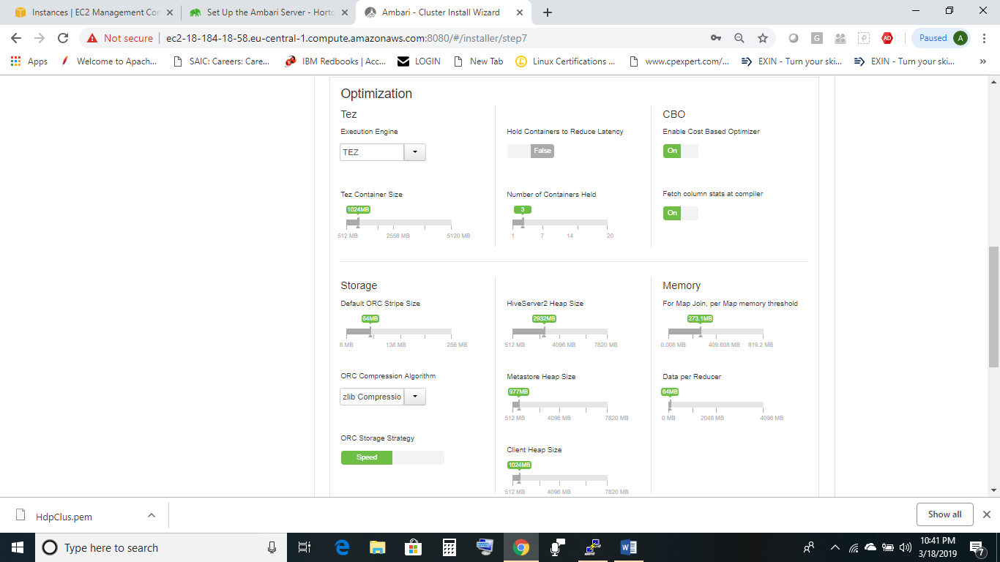 Instances | EC2 Management Con
Set Up the Ambari Server - Hortc
Ambari - Cluster Install Wizard
Not secure | ec2-18-184-18-58.eu-central-1.compute.amazonaws.com:8080/#/installer/step7
G
AD
Paused A
Apps
Welcome to Apach...
SAIC: Careers: Care...
IBM Redbooks | Acc...
LOGIN
New Tab
Linux Certifications ...
www.cpexpert.com/...
EXIN - Turn your ski...
EXIN - Turn your ski...
»
Optimization
Tez
CBO
Execution Engine
Hold Containers to Reduce Latency
Enable Cost Based Optimizer
TEZ
False
On
Tez Container Size
Number of Containers Held
Fetch column stats at compiler
1024MB
3
On
512 MB 2558 MB 5120 MB
1 7 14 20
Storage
Memory
Default ORC Stripe Size
HiveServer2 Heap Size
For Map Join, per Map memory threshold
64MB
2932MB
273.1MB
8 MB 136 MB 256 MB
512 MB 4096 MB 7820 MB
0.008 MB 409.608 MB 819.2 MB
ORC Compression Algorithm
Metastore Heap Size
Data per Reducer
zlib Compressio
977MB
64MB
512 MB 4096 MB 7820 MB
0 MB 2048 MB 4096 MB
ORC Storage Strategy
Client Heap Size
Speed
1024MB
512 MB 4096 MB 7820 MB
HdpClus.pem
Show all
Type here to search
10:41 PM
3/18/2019
7